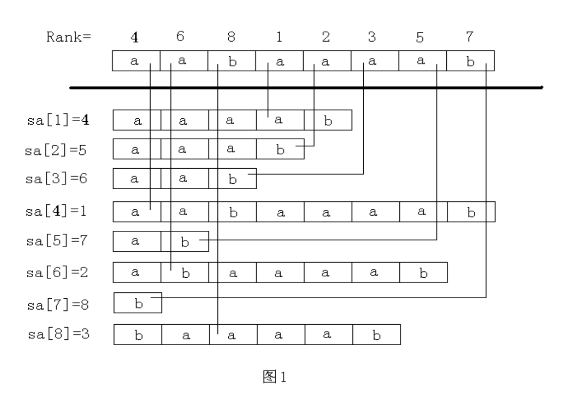 Rank= 4 6 8 1 2 3 5 7
a a b a a a a b
sa[1]=4 a a a a b
sa[2]=5 a a a b
sa[3]=6 a a b
sa[4]=1 a a b a a a a b
sa[5]=7 a b
sa[6]=2 a b a a a a b
sa[7]=8 b
sa[8]=3 b a a a a b
图1